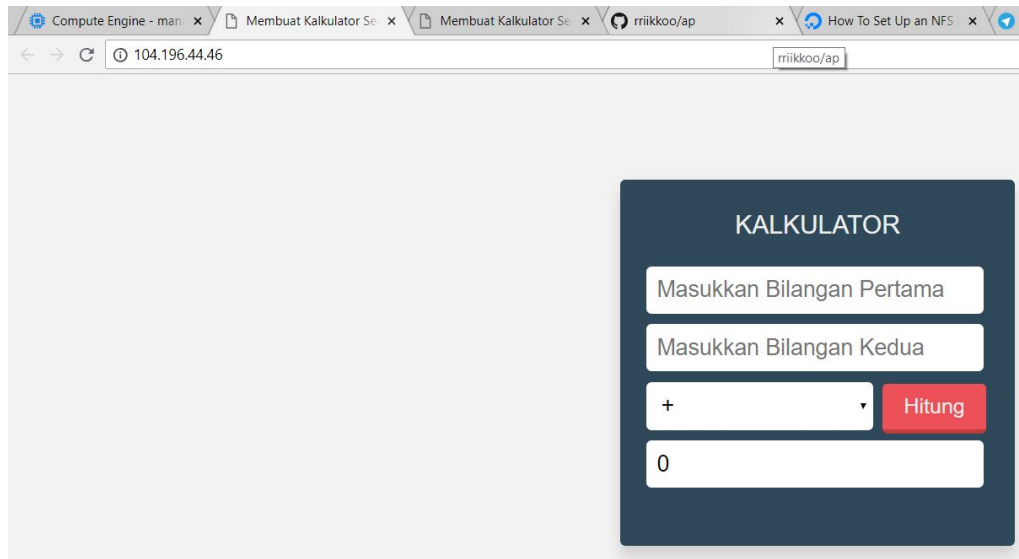 Compute Engine - man
Membuat Kalkulator Se
Membuat Kalkulator Se
rriikkoo/ap
How To Set Up an NFS
104.196.44.46
rriikkoo/ap
KALKULATOR
Masukkan Bilangan Pertama
Masukkan Bilangan Kedua
+ Hitung
0